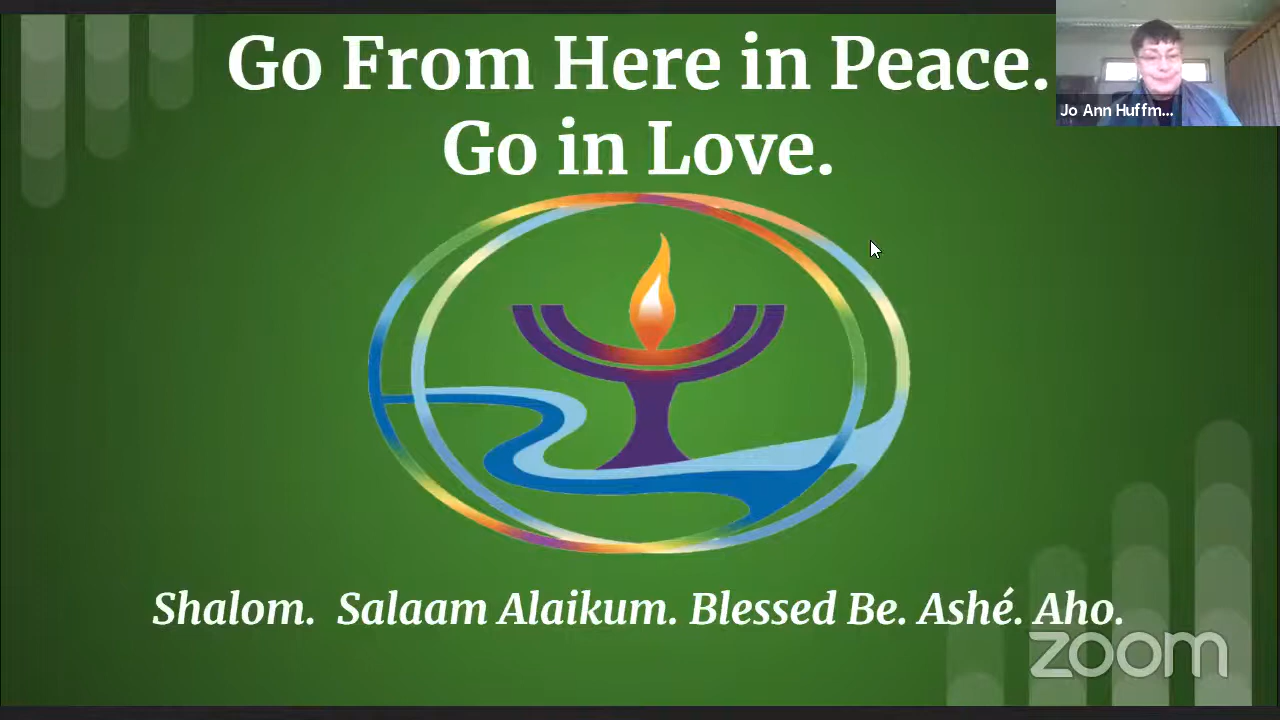 Go From Here in Peace.
Go in Love.
Jo Ann Huffm...
Shalom.  Salaam Alaikum. Blessed Be. Ashé. Aho.
zoom